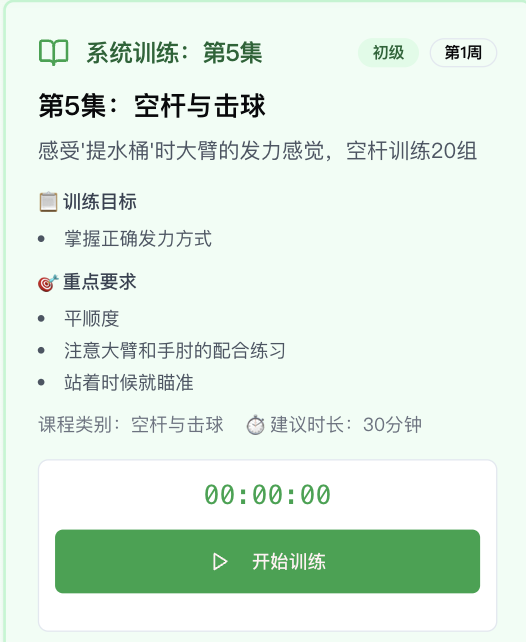 系统训练：第5集
初级
第1周
第5集：空杆与击球
感受'提水桶'时大臂的发力感觉，空杆训练20组
训练目标
掌握正确发力方式
重点要求
平顺度
注意大臂和手肘的配合练习
站着时候就瞄准
课程类别：空杆与击球 建议时长：30分钟
00:00:00
开始训练